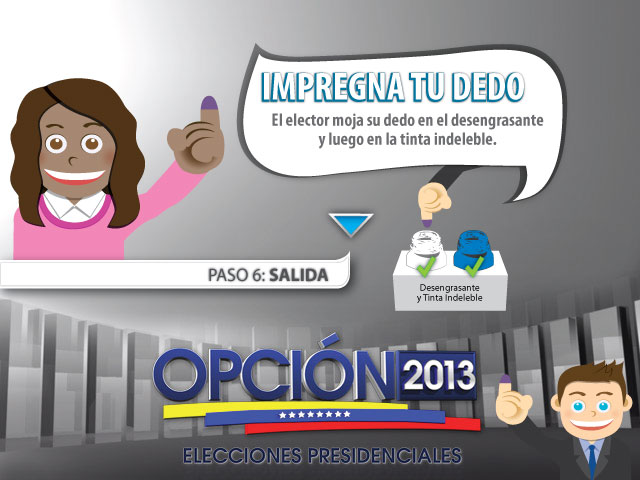 IMPREGNA TU DEDO
El elector moja su dedo en el desengrasante
y luego en la tinta indeleble.
PASO 6: SALIDA
Desengrasante
y Tinta Indeleble
OPCIÓN 2013
ELECCIONES PRESIDENCIALES